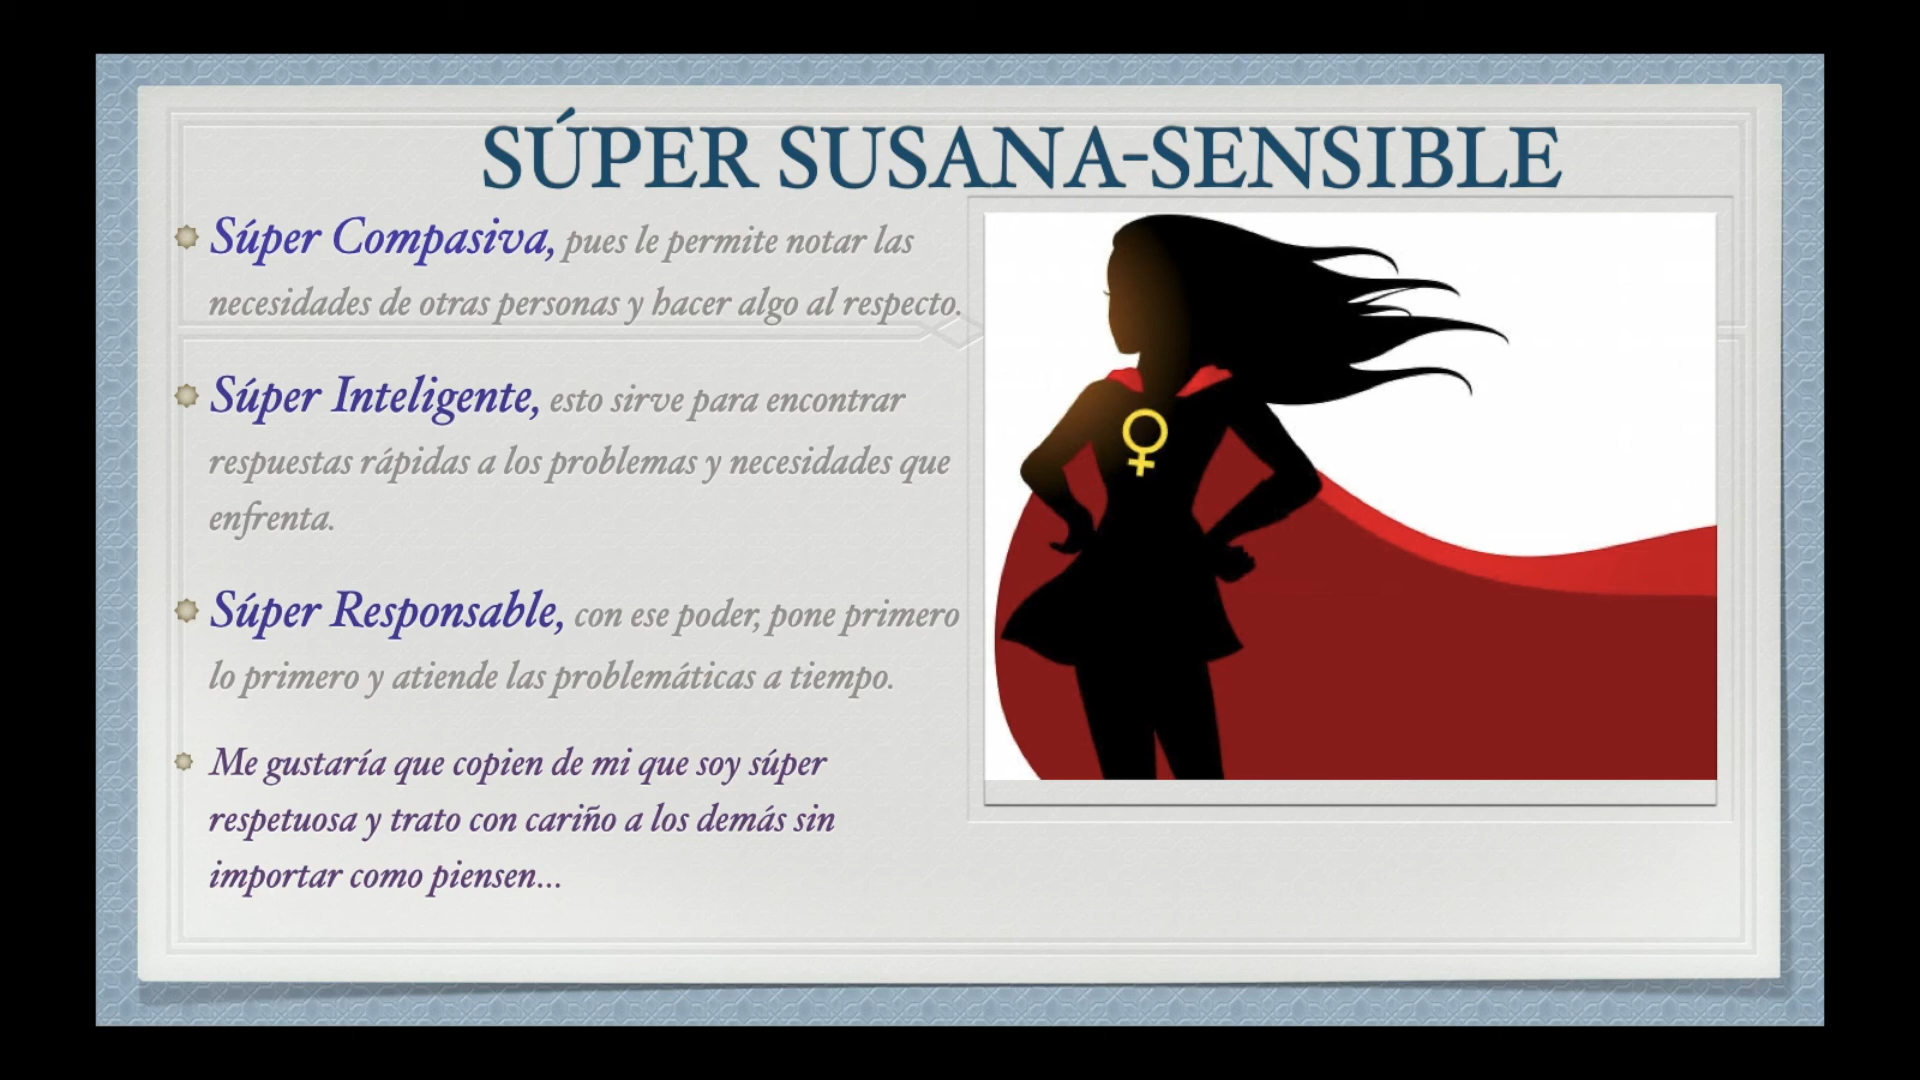 SÚPER SUSANA-SENSIBLE
Súper Compasiva, pues le permite notar las
necesidades de otras personas y hacer algo al respecto.
Súper Inteligente, esto sirve para encontrar
respuestas rápidas a los problemas y necesidades que
enfrenta.
Súper Responsable, con ese poder, pone primero
lo primero y atiende las problemáticas a tiempo.
Me gustaría que copien de mi que soy súper
respetuosa y trato con cariño a los demás sin
importar como piensen...